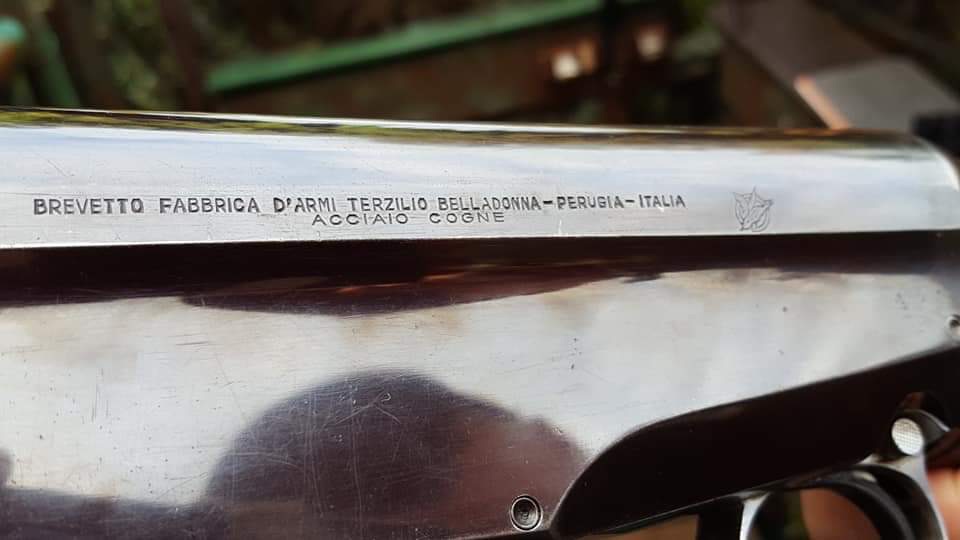 BREVETTO FABBRICA D'ARMI TERZILIO BELLADONNA-PERUGIA-ITALIA
ACCIAIO COGNE